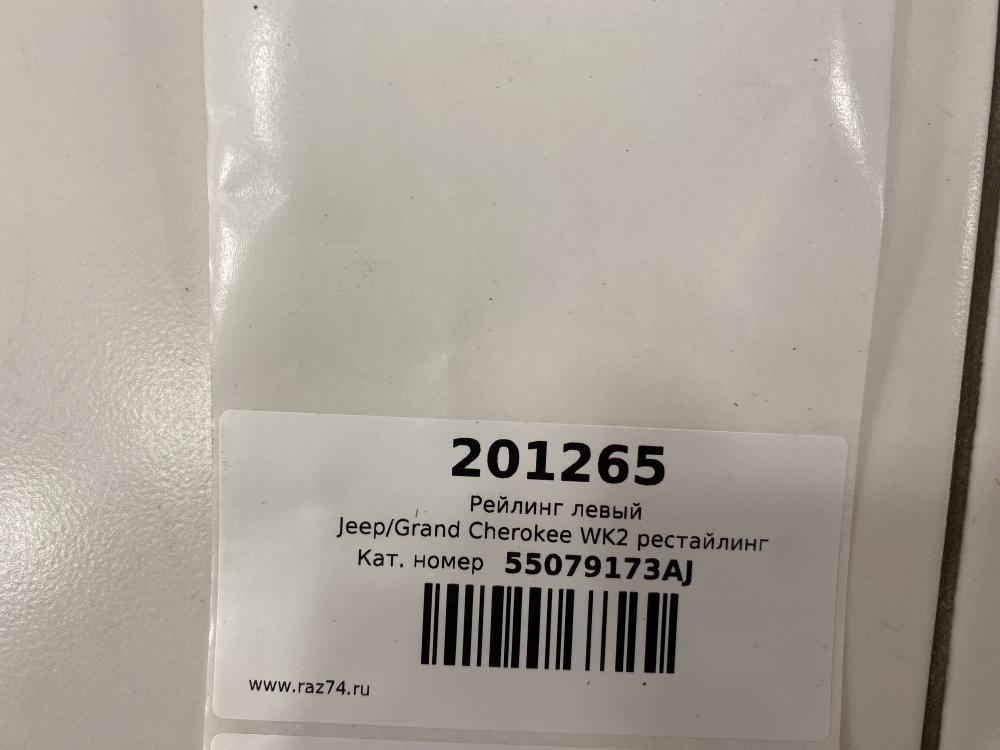 201265
Рейлинг левый
Jeep/Grand Cherokee WK2 рестайлинг
Кат. номер 55079173AJ
www.raz74.ru